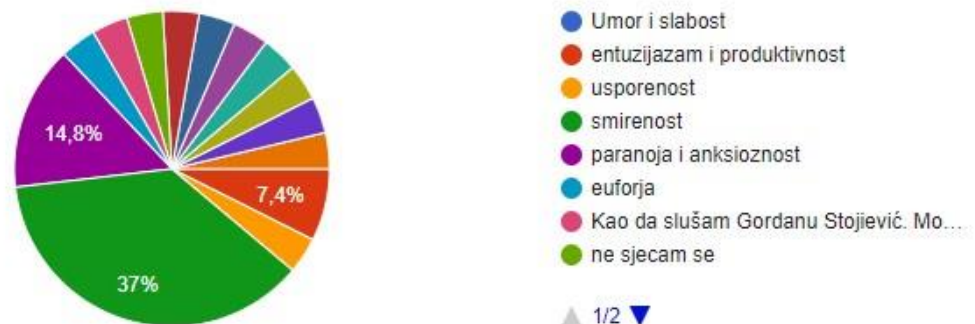 14,8%
7,4%
37%
Umor i slabost
entuzijazam i produktivnost
usporenost
smirenost
paranoja i anksioznost
euforja
Kao da slušam Gordanu Stojiević. Mo...
ne sjecam se
1/2